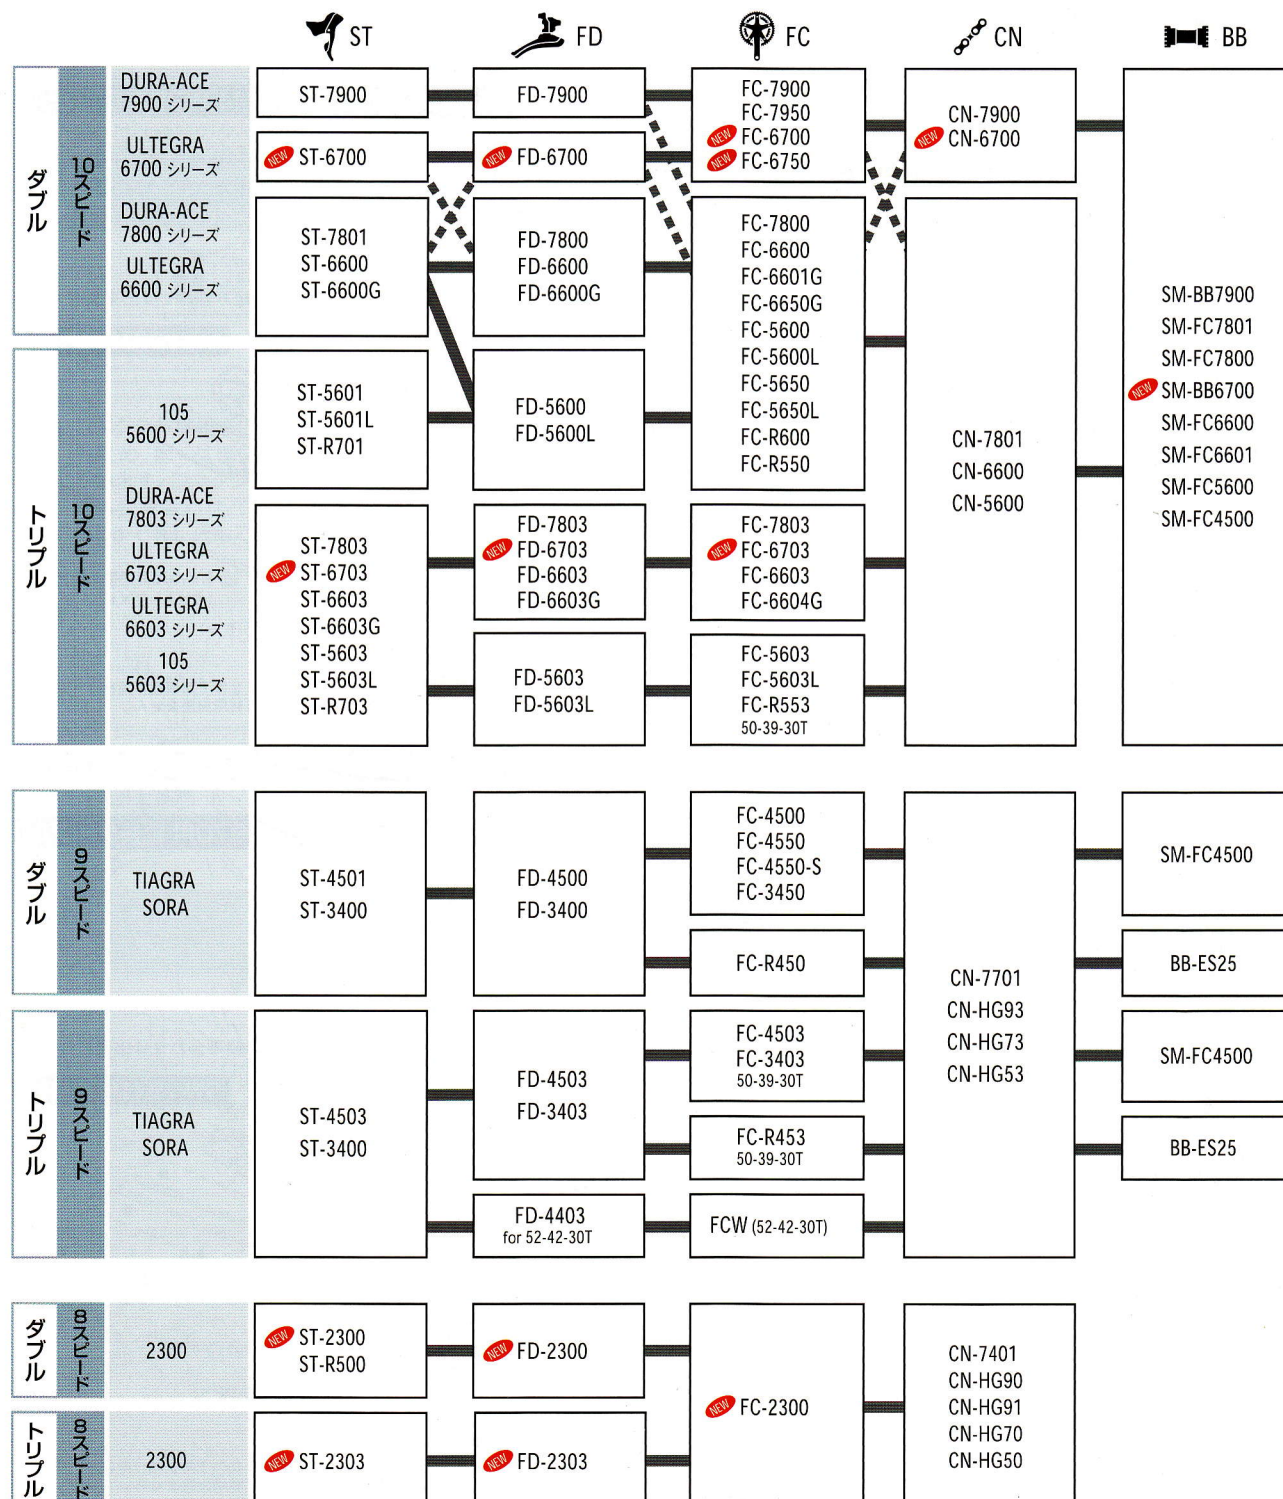 ST
FD
FC
CN
BB
ダブル
10スピード
DURA-ACE
7900 シリーズ
ULTEGRA
6700 シリーズ
DURA-ACE
7800 シリーズ
ULTEGRA
6600 シリーズ
ST-7900
NEW ST-6700
ST-7801
ST-6600
ST-6600G
FD-7900
NEW FD-6700
FD-7800
FD-6600
FD-6600G
FC-7900
FC-7950
NEW FC-6700
NEW FC-6750
FC-7800
FC-6600
FC-6601G
FC-6650G
FC-5600
FC-5600L
FC-5650
FC-5650L
FC-R600
FC-R550
CN-7900
NEW CN-6700
CN-7801
CN-6600
CN-5600
SM-BB7900
SM-FC7801
SM-FC7800
NEW SM-BB6700
SM-FC6600
SM-FC6601
SM-FC5600
SM-FC4500
トリプル
10スピード
105
5600 シリーズ
DURA-ACE
7803 シリーズ
ULTEGRA
6703 シリーズ
ULTEGRA
6603 シリーズ
105
5603 シリーズ
ST-5601
ST-5601L
ST-R701
ST-7803
NEW ST-6703
ST-6603
ST-6603G
ST-5603
ST-5603L
ST-R703
FD-5600
FD-5600L
FD-7803
NEW FD-6703
FD-6603
FD-6603G
FD-5603
FD-5603L
FC-7803
NEW FC-6703
FC-6603
FC-6604G
FC-5603
FC-5603L
FC-R553
50-39-30T
ダブル
9スピード
TIAGRA
SORA
ST-4501
ST-3400
FD-4500
FD-3400
FC-4500
FC-4550
FC-4550-S
FC-3450
FC-R450
CN-7701
CN-HG93
CN-HG73
CN-HG53
SM-FC4500
BB-ES25
トリプル
9スピード
TIAGRA
SORA
ST-4503
ST-3400
FD-4503
FD-3403
FD-4403
for 52-42-30T
FC-4503
FC-3403
50-39-30T
FC-R453
50-39-30T
FCW (52-42-30T)
SM-FC4500
BB-ES25
ダブル
8スピード
2300
NEW ST-2300
ST-R500
NEW FD-2300
NEW FC-2300
CN-7401
CN-HG90
CN-HG91
CN-HG70
CN-HG50
トリプル
8スピード
2300
NEW ST-2303
NEW FD-2303